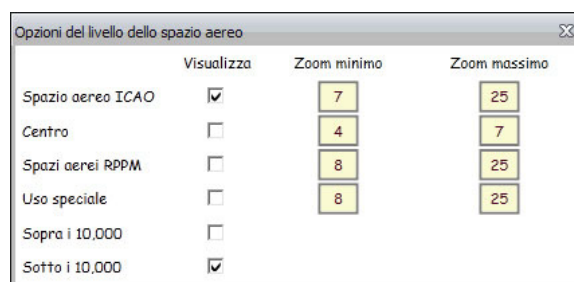 Opzioni del livello dello spazio aereo
Visualizza Zoom minimo Zoom massimo
Spazio aereo ICAO 7 25
Centro 4 7
Spazi aerei RPPM 8 25
Uso speciale 8 25
Sopra i 10,000
Sotto i 10,000